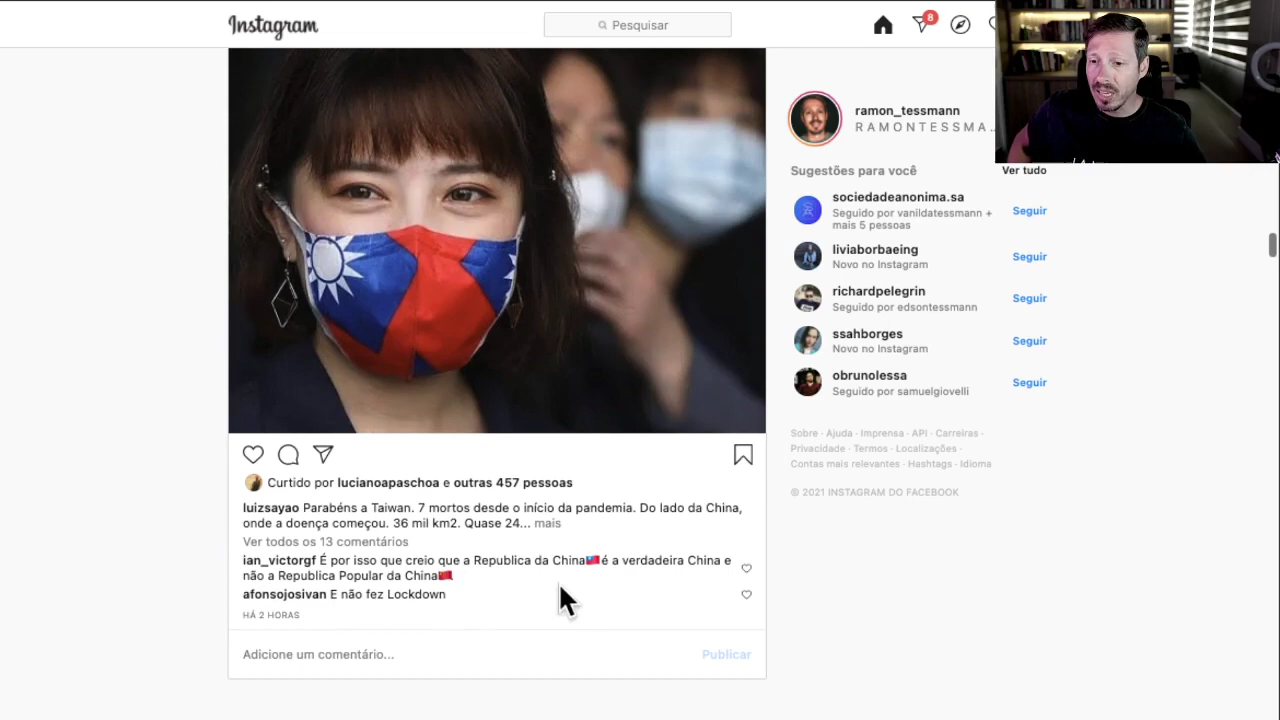 Instagram
Pesquisar
8
ramon_tessmann
RAMONTESSMA...
Sugestões para você
Ver tudo
sociedadeanonima.sa
Seguido por vanildatessmann +
mais 5 pessoas
Seguir
liviaborbaeing
Novo no Instagram
Seguir
richardpelegrin
Seguido por edsontessmann
Seguir
ssahborges
Novo no Instagram
Seguir
obrunolessa
Seguido por samuelgiovelli
Seguir
Sobre · Ajuda · Imprensa · API · Carreiras ·
Privacidade · Termos · Localizações ·
Contas mais relevantes · Hashtags · Idioma
© 2021 INSTAGRAM DO FACEBOOK
Curtido por lucianoapaschoa e outras 457 pessoas
luizsayao Parabéns a Taiwan. 7 mortos desde o início da pandemia. Do lado da China,
onde a doença começou. 36 mil km2. Quase 24... mais
Ver todos os 13 comentários
ian_victorgf É por isso que creio que a Republica da China🇹🇼é a verdadeira China e
não a Republica Popular da China🇨🇳
afonsojosivan E não fez Lockdown
HÁ 2 HORAS
Adicione um comentário...
Publicar